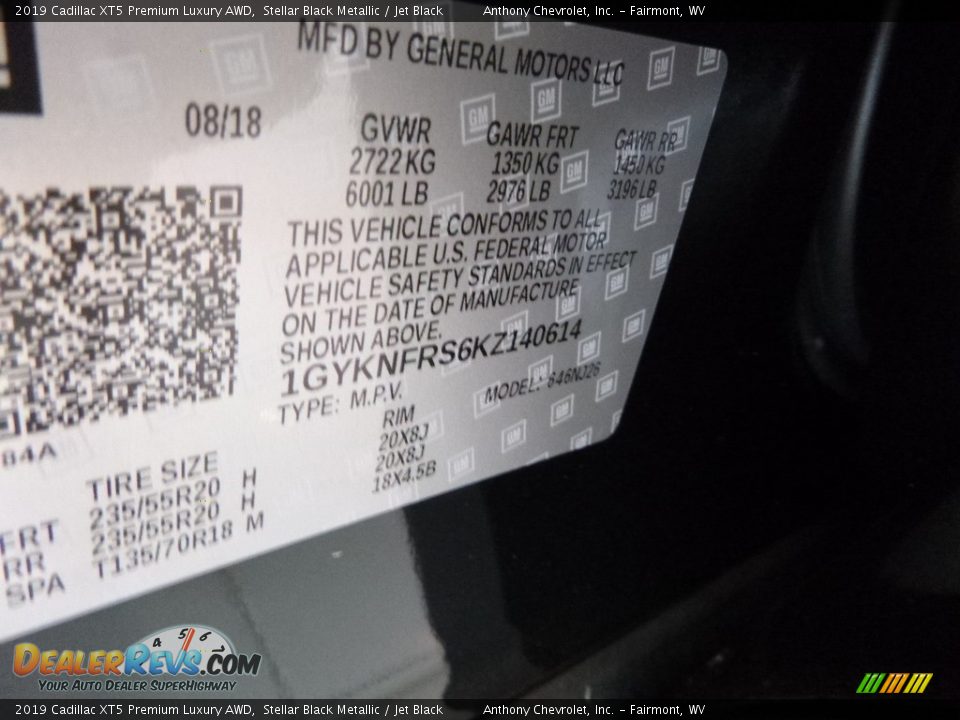 2019 Cadillac XT5 Premium Luxury AWD, Stellar Black Metallic / Jet Black Anthony Chevrolet, Inc. - Fairmont, WV
MFD BY GENERAL MOTORS LLC
08/18
GVWR GAWR FRT GAWR RR
2722 KG 1350 KG 1450 KG
6001 LB 2976 LB 3196 LB
THIS VEHICLE CONFORMS TO ALL
APPLICABLE U.S. FEDERAL MOTOR
VEHICLE SAFETY STANDARDS IN EFFECT
ON THE DATE OF MANUFACTURE
SHOWN ABOVE.
1GYKNFRS6KZ140614
TYPE: M.P.V. MODEL: 646NJ26
84A
TIRE SIZE RIM
FRT 235/55R20 H 20X8J
RR 235/55R20 H 20X8J
SPA T135/70R18 M 18X4.5B
GM
DealerRevs.com
Your Auto Dealer SuperHighway
2019 Cadillac XT5 Premium Luxury AWD, Stellar Black Metallic / Jet Black Anthony Chevrolet, Inc. - Fairmont, WV